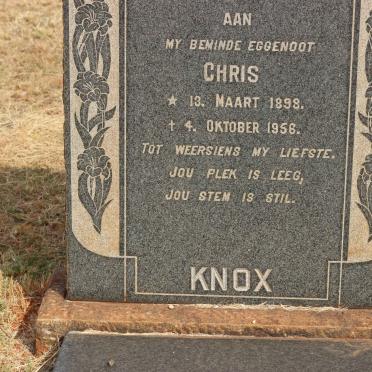 AAN
MY BEMINDE EGGENOOT
CHRIS
★ 13. MAART 1898.
✝ 4. OKTOBER 1956.
TOT WEERSIENS MY LIEFSTE.
JOU PLEK IS LEEG,
JOU STEM IS STIL.
KNOX